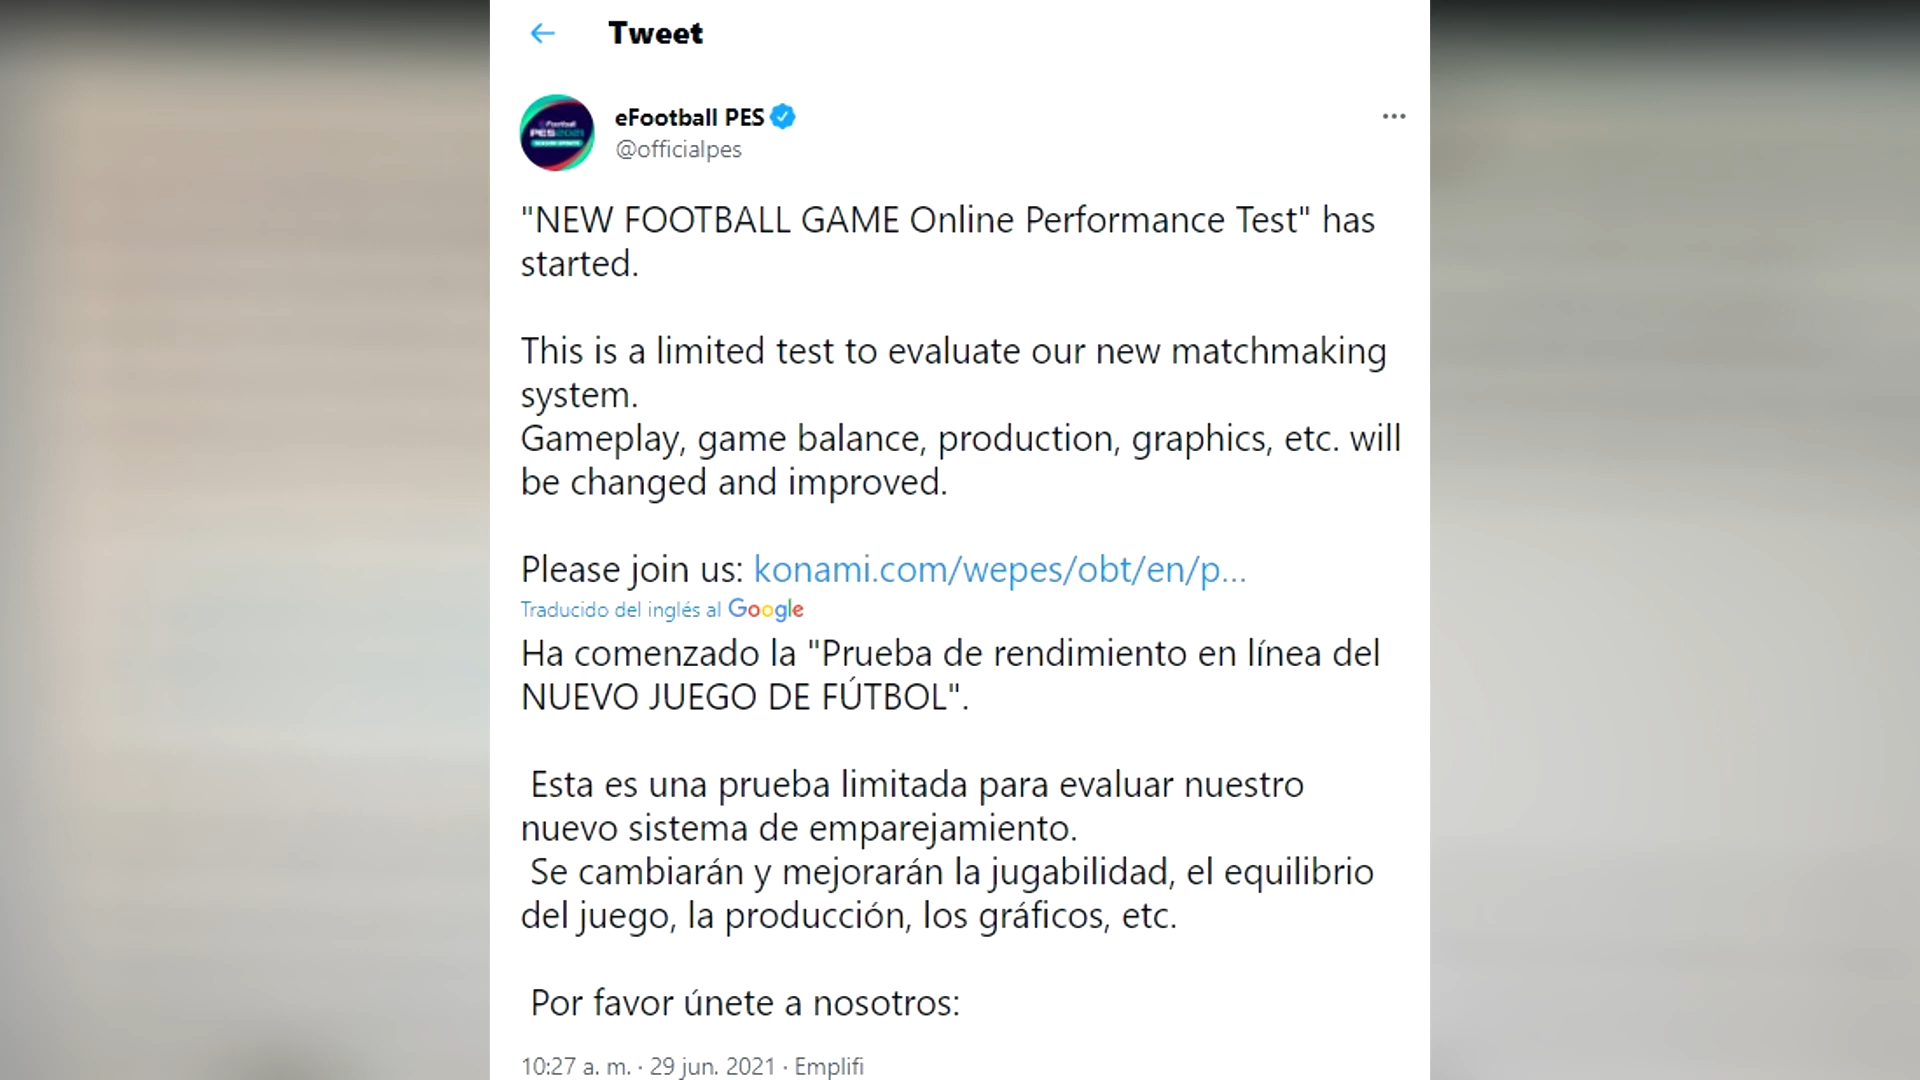 Tweet
eFootball PES
@officialpes
eFootball
PES2021
"NEW FOOTBALL GAME Online Performance Test" has
started.
This is a limited test to evaluate our new matchmaking
system.
Gameplay, game balance, production, graphics, etc. will
be changed and improved.
Please join us: konami.com/wepes/obt/en/p...
Traducido del inglés al Google
Ha comenzado la "Prueba de rendimiento en línea del
NUEVO JUEGO DE FÚTBOL".
Esta es una prueba limitada para evaluar nuestro
nuevo sistema de emparejamiento.
Se cambiarán y mejorarán la jugabilidad, el equilibrio
del juego, la producción, los gráficos, etc.
Por favor únete a nosotros:
10:27 a. m. · 29 jun. 2021 · Emplifi